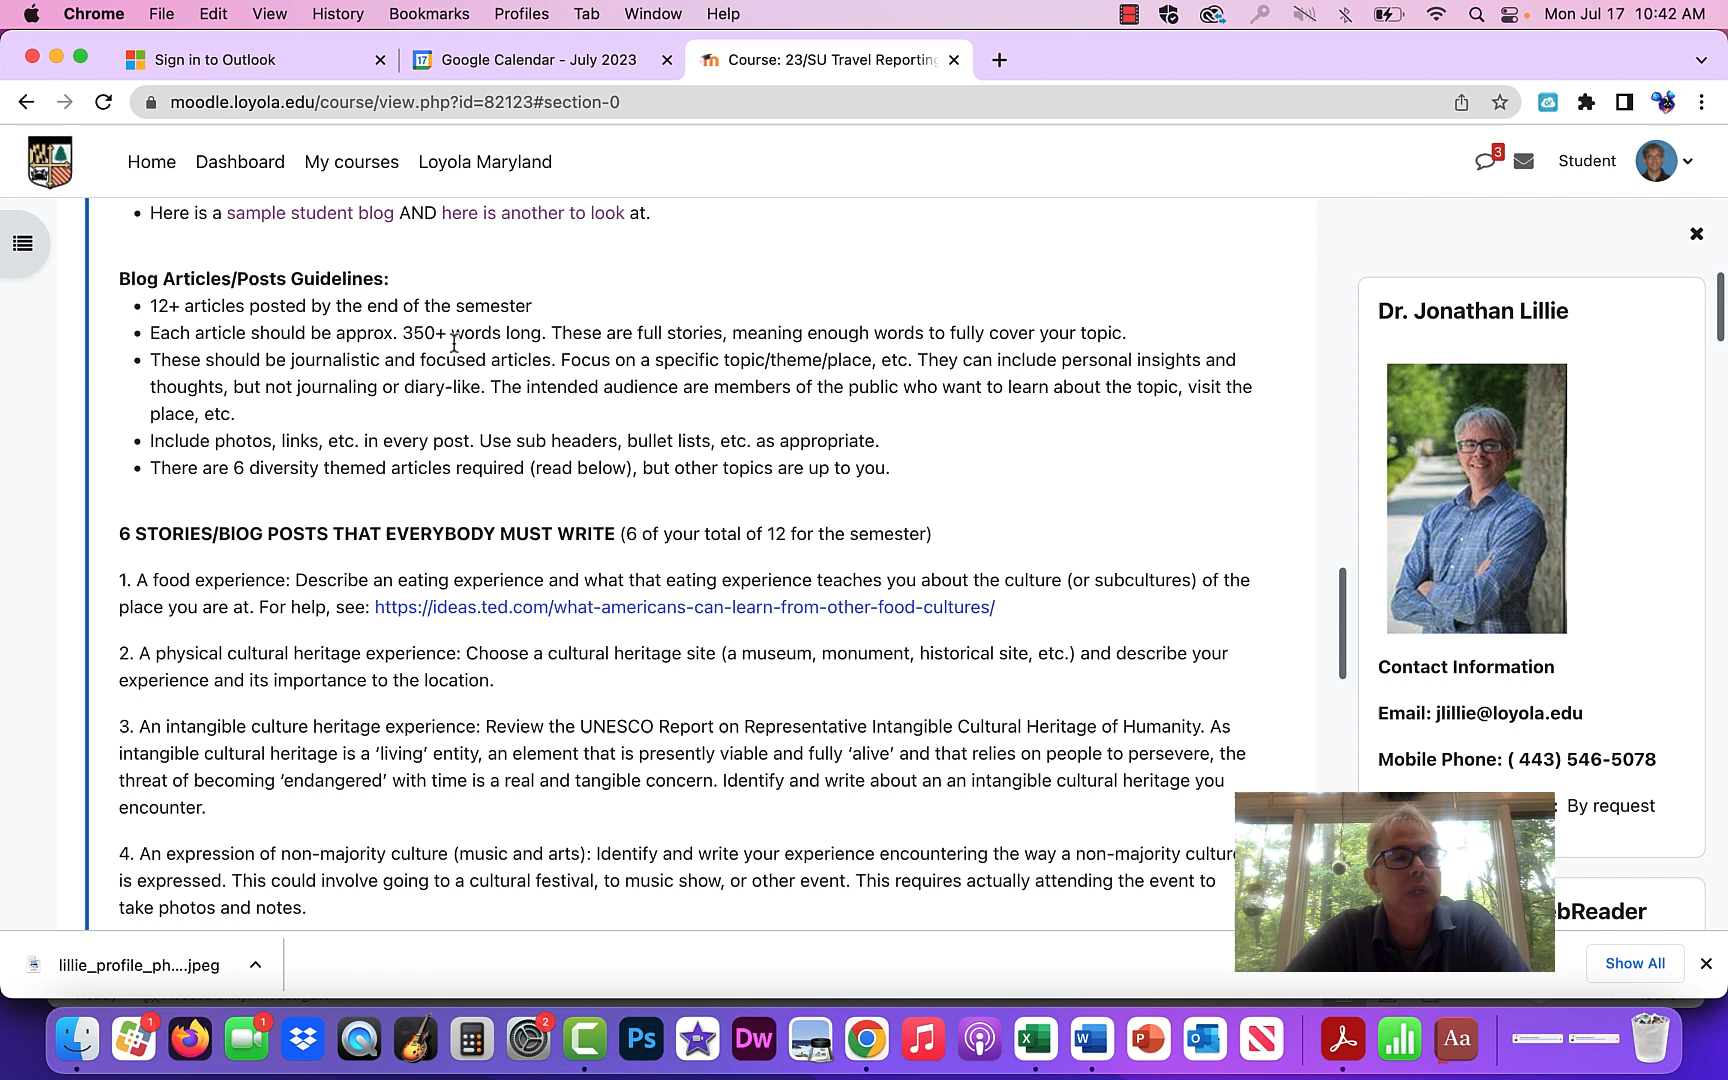 Chrome File Edit View History Bookmarks Profiles Tab Window Help Mon Jul 17 10:42 AM
Sign in to Outlook
17 Google Calendar - July 2023
Course: 23/SU Travel Reporting
moodle.loyola.edu/course/view.php?id=82123#section-0
Home Dashboard My courses Loyola Maryland 3 Student
Here is a sample student blog AND here is another to look at.
Blog Articles/Posts Guidelines:
12+ articles posted by the end of the semester
Each article should be approx. 350+ words long. These are full stories, meaning enough words to fully cover your topic.
These should be journalistic and focused articles. Focus on a specific topic/theme/place, etc. They can include personal insights and
thoughts, but not journaling or diary-like. The intended audience are members of the public who want to learn about the topic, visit the
place, etc.
Include photos, links, etc. in every post. Use sub headers, bullet lists, etc. as appropriate.
There are 6 diversity themed articles required (read below), but other topics are up to you.
6 STORIES/BlOG POSTS THAT EVERYBODY MUST WRITE (6 of your total of 12 for the semester)
1. A food experience: Describe an eating experience and what that eating experience teaches you about the culture (or subcultures) of the
place you are at. For help, see: https://ideas.ted.com/what-americans-can-learn-from-other-food-cultures/
2. A physical cultural heritage experience: Choose a cultural heritage site (a museum, monument, historical site, etc.) and describe your
experience and its importance to the location.
3. An intangible culture heritage experience: Review the UNESCO Report on Representative Intangible Cultural Heritage of Humanity. As
intangible cultural heritage is a ‘living’ entity, an element that is presently viable and fully ‘alive’ and that relies on people to persevere, the
threat of becoming ‘endangered’ with time is a real and tangible concern. Identify and write about an an intangible cultural heritage you
encounter.
4. An expression of non-majority culture (music and arts): Identify and write your experience encountering the way a non-majority culture
is expressed. This could involve going to a cultural festival, to music show, or other event. This requires actually attending the event to
take photos and notes.
Dr. Jonathan Lillie
Contact Information
Email: jlillie@loyola.edu
Mobile Phone: ( 443) 546-5078
: By request
bReader
lillie_profile_ph....jpeg
Show All
1 1 2 Ps Dw X W P O N Aa